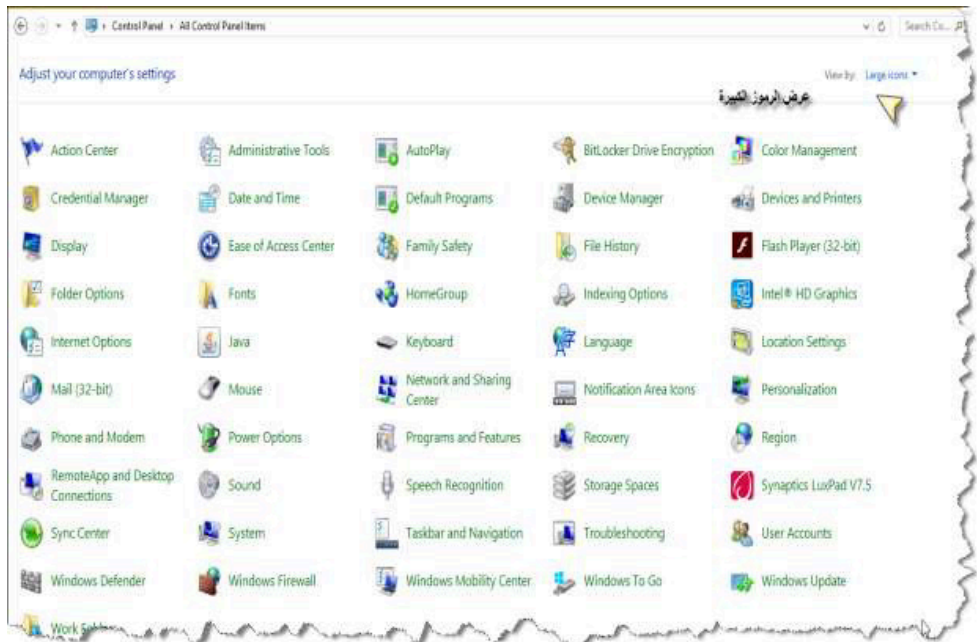 Control Panel › All Control Panel Items
Search Co...
Adjust your computer's settings
View by: Large icons
عرض الرموز الكبيرة
Action Center
Administrative Tools
AutoPlay
BitLocker Drive Encryption
Color Management
Credential Manager
Date and Time
Default Programs
Device Manager
Devices and Printers
Display
Ease of Access Center
Family Safety
File History
Flash Player (32-bit)
Folder Options
Fonts
HomeGroup
Indexing Options
Intel® HD Graphics
Internet Options
Java
Keyboard
Language
Location Settings
Mail (32-bit)
Mouse
Network and Sharing
Center
Notification Area Icons
Personalization
Phone and Modem
Power Options
Programs and Features
Recovery
Region
RemoteApp and Desktop
Connections
Sound
Speech Recognition
Storage Spaces
Synaptics LuxPad V7.5
Sync Center
System
Taskbar and Navigation
Troubleshooting
User Accounts
Windows Defender
Windows Firewall
Windows Mobility Center
Windows To Go
Windows Update
Work